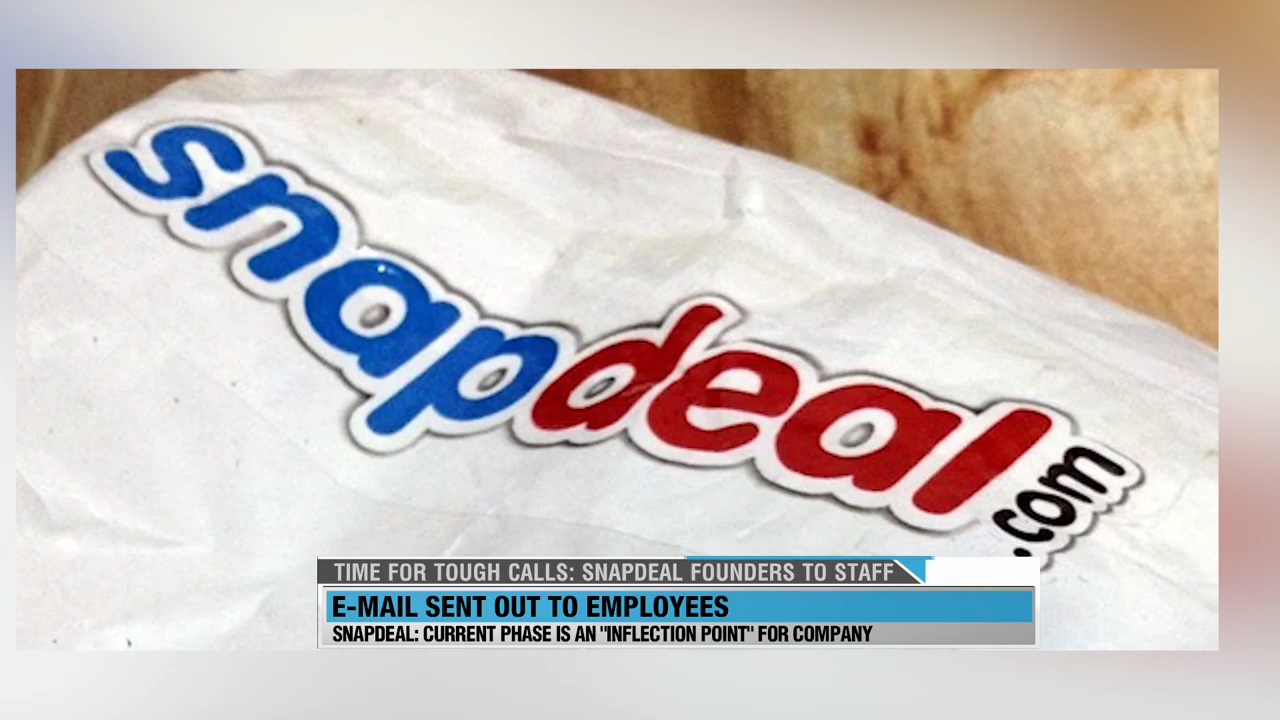 snapdeal
.com
TIME FOR TOUGH CALLS: SNAPDEAL FOUNDERS TO STAFF
E-MAIL SENT OUT TO EMPLOYEES
SNAPDEAL: CURRENT PHASE IS AN "INFLECTION POINT" FOR COMPANY